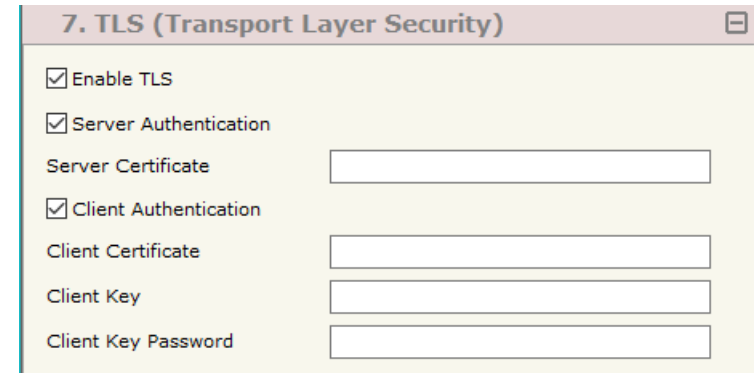 7. TLS (Transport Layer Security)
Enable TLS
Server Authentication
Server Certificate
Client Authentication
Client Certificate
Client Key
Client Key Password